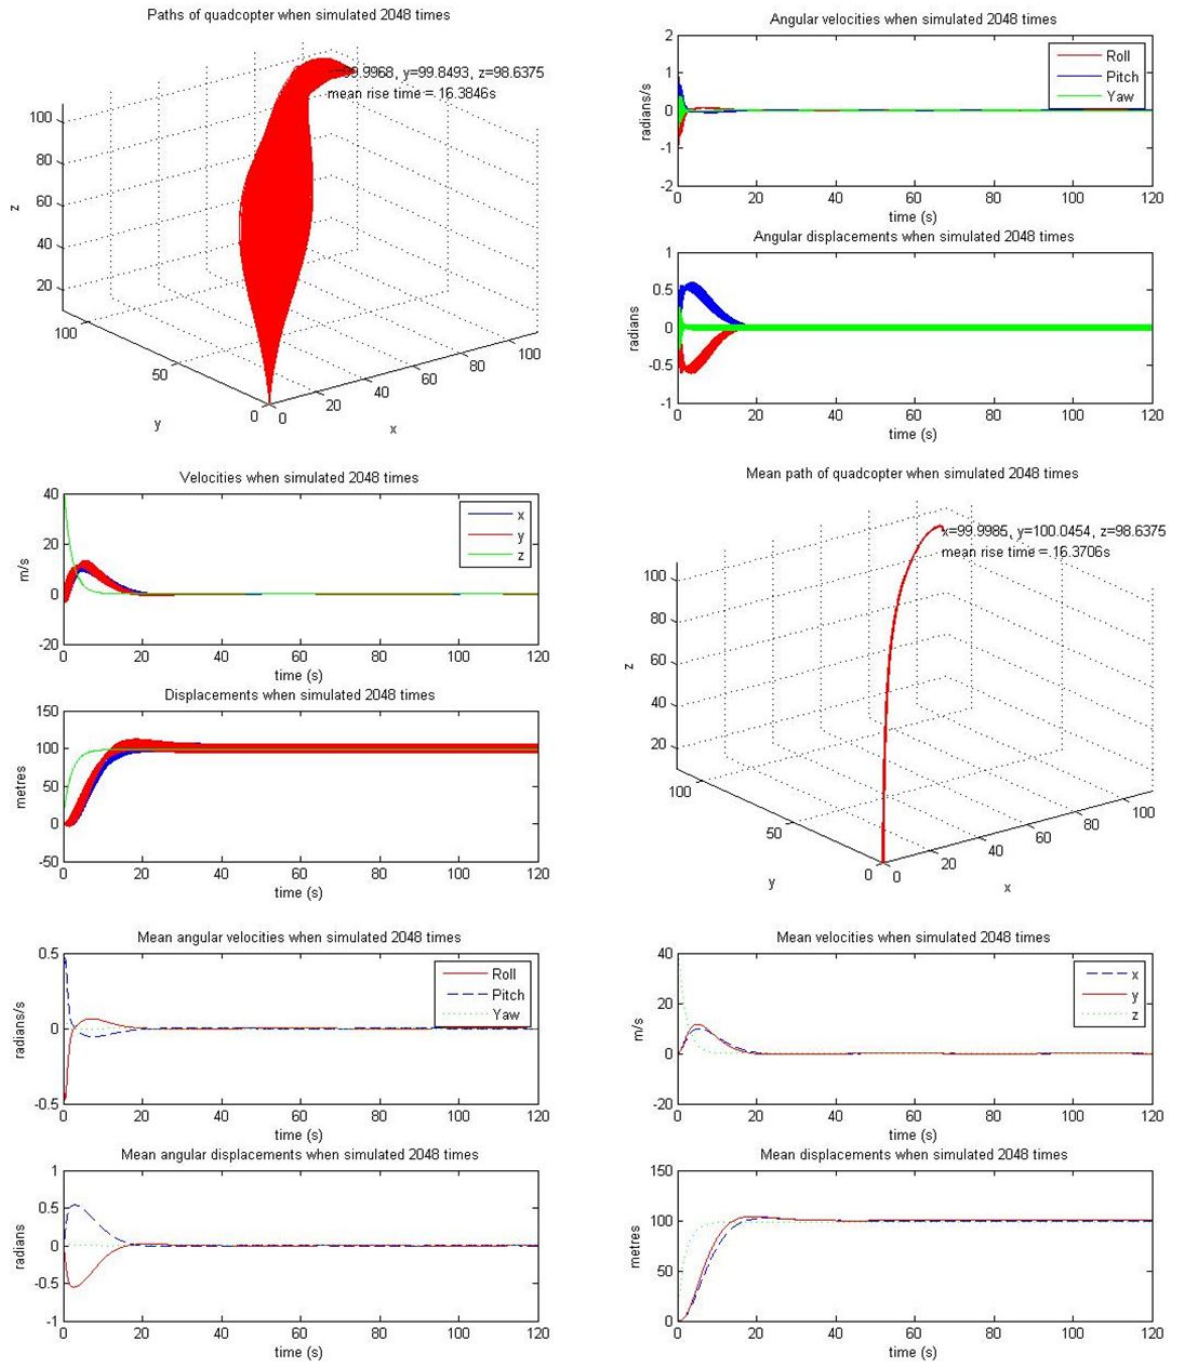 Paths of quadcopter when simulated 2048 times
x=99.9968, y=99.8493, z=98.6375
mean rise time = 16.3846s
100
80
60
40
20
z
100
50
0
y
0
20
40
60
80
100
x
Angular velocities when simulated 2048 times
2
1
0
-1
-2
radians/s
Roll
Pitch
Yaw
0 20 40 60 80 100 120
time (s)
Angular displacements when simulated 2048 times
1
0.5
0
-0.5
-1
radians
0 20 40 60 80 100 120
time (s)
Velocities when simulated 2048 times
40
20
0
-20
m/s
x
y
z
0 20 40 60 80 100 120
time (s)
Displacements when simulated 2048 times
150
100
50
0
-50
metres
0 20 40 60 80 100 120
time (s)
Mean path of quadcopter when simulated 2048 times
x=99.9985, y=100.0454, z=98.6375
mean rise time = 16.3706s
100
80
60
40
20
z
100
50
0
y
0
20
40
60
80
100
x
Mean angular velocities when simulated 2048 times
0.5
0
-0.5
radians/s
Roll
Pitch
Yaw
0 20 40 60 80 100 120
time (s)
Mean angular displacements when simulated 2048 times
1
0.5
0
-0.5
-1
radians
0 20 40 60 80 100 120
time (s)
Mean velocities when simulated 2048 times
40
20
0
-20
m/s
x
y
z
0 20 40 60 80 100 120
time (s)
Mean displacements when simulated 2048 times
150
100
50
0
metres
0 20 40 60 80 100 120
time (s)